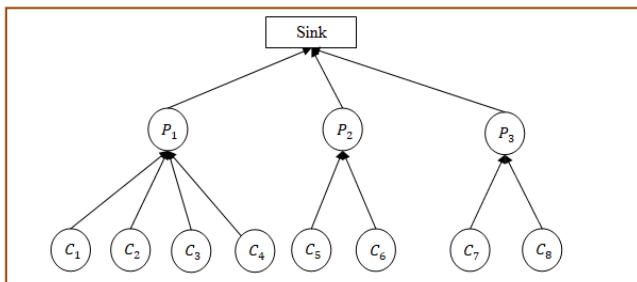 Sink
P₁ P₂ P₃
C₁ C₂ C₃ C₄ C₅ C₆ C₇ C₈